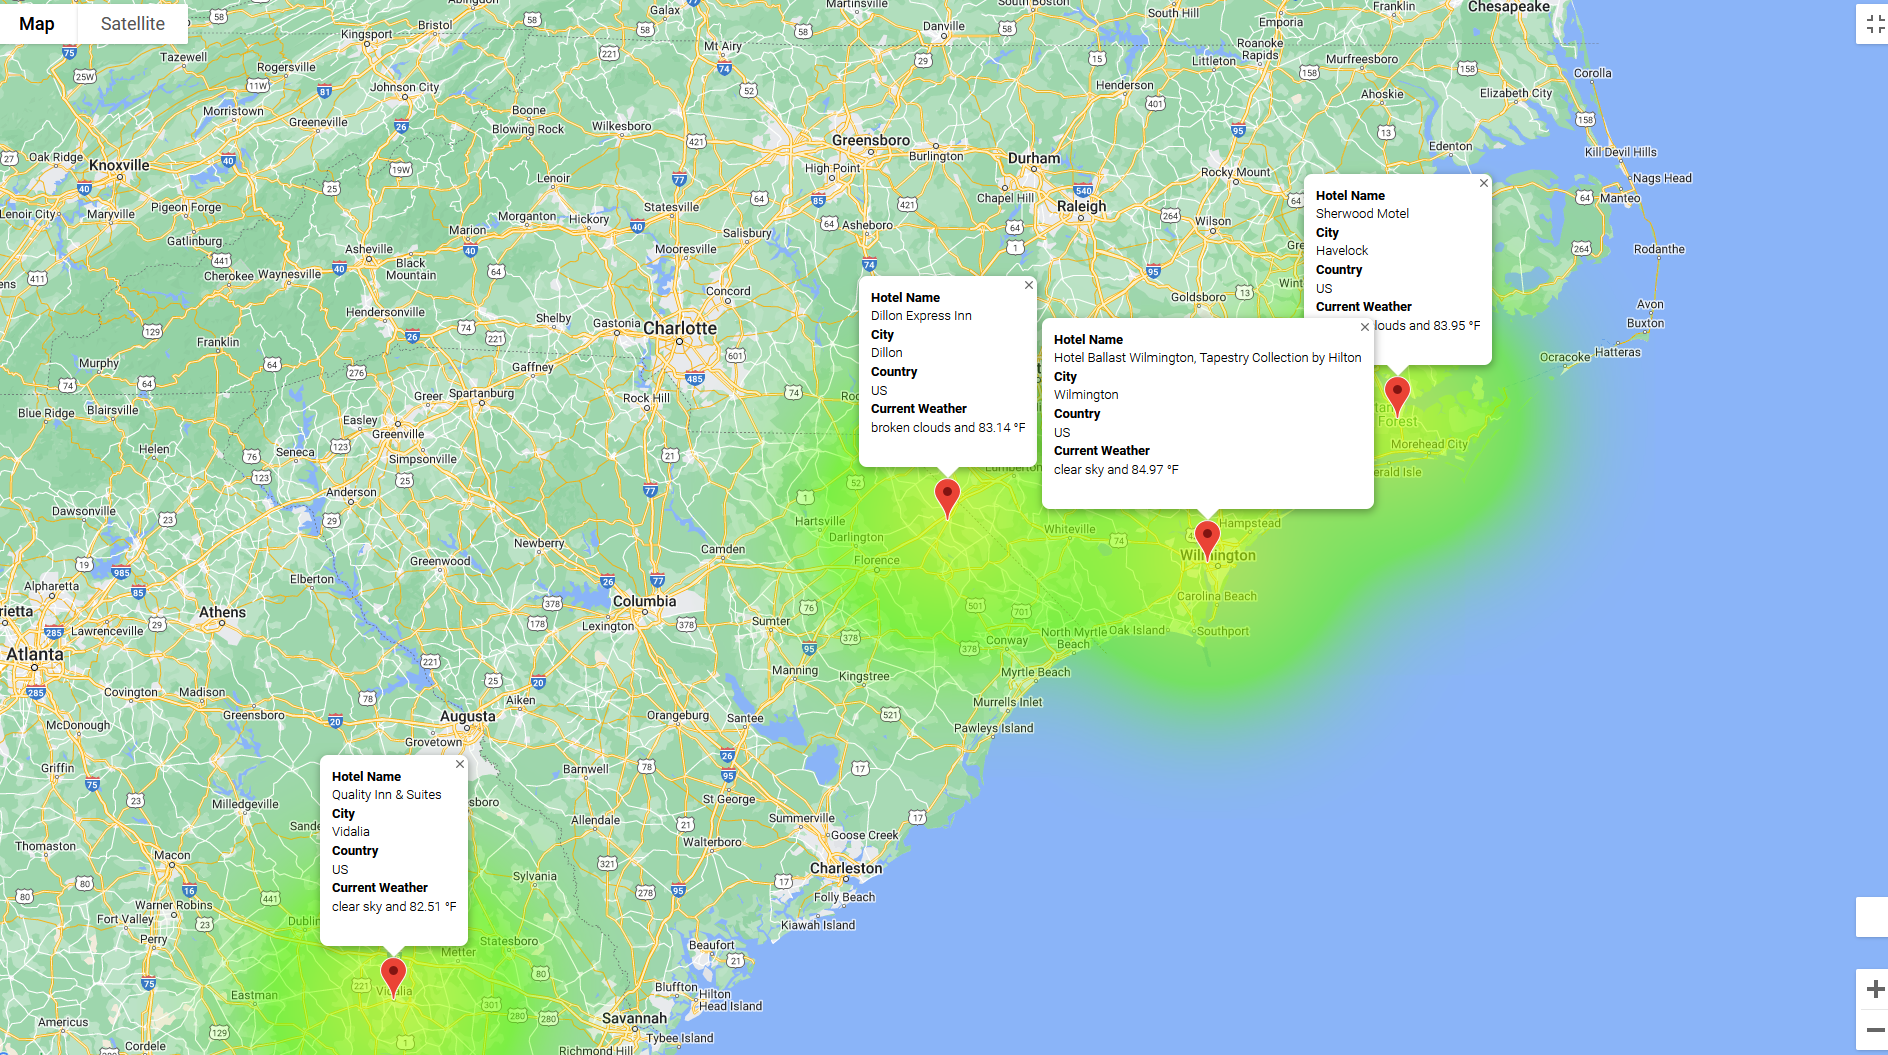 Map
Satellite
Hotel Name
Sherwood Motel
City
Havelock
Country
US
Current Weather
louds and 83.95 °F
Hotel Name
Dillon Express Inn
City
Dillon
Country
US
Current Weather
broken clouds and 83.14 °F
Hotel Name
Hotel Ballast Wilmington, Tapestry Collection by Hilton
City
Wilmington
Country
US
Current Weather
clear sky and 84.97 °F
Hotel Name
Quality Inn & Suites
City
Vidalia
Country
US
Current Weather
clear sky and 82.51 °F
Galax
Martinsville
South Hill
Franklin
Chesapeake
Bristol
Kingsport
Danville
Emporia
Mt Airy
Roanoke
Rapids
Tazewell
Rogersville
Littleton
Murfreesboro
Corolla
Johnson City
Henderson
Ahoskie
Elizabeth City
Morristown
Greeneville
Boone
Blowing Rock
Wilkesboro
Greensboro
Burlington
Durham
Edenton
Kill Devil Hills
Oak Ridge
Knoxville
High Point
Rocky Mount
Nags Head
Lenoir
Chapel Hill
Raleigh
Manteo
Lenoir City
Maryville
Pigeon Forge
Morganton
Hickory
Statesville
Asheboro
Wilson
Gatlinburg
Marion
Salisbury
Asheville
Mooresville
Rodanthe
Cherokee
Waynesville
Black
Mountain
Concord
Goldsboro
Avon
Buxton
Hendersonville
Shelby
Gastonia
Charlotte
Hatteras
Ocracoke
Franklin
Murphy
Gaffney
Blue Ridge
Blairsville
Greer
Spartanburg
Rock Hill
Forest
Easley
Greenville
Morehead City
Helen
Seneca
Simpsonville
Lumberton
Anderson
Dawsonville
Hartsville
Darlington
Whiteville
Hampstead
Newberry
Camden
Florence
Wilmington
Greenwood
Alpharetta
Elberton
Athens
Columbia
Carolina Beach
Lawrenceville
Lexington
Sumter
Conway
North Myrtle
Beach
Oak Island
Southport
Atlanta
Manning
Kingstree
Myrtle Beach
Covington
Madison
Aiken
Murrells Inlet
McDonough
Greensboro
Augusta
Orangeburg
Santee
Pawleys Island
Grovetown
Griffin
Barnwell
Milledgeville
St George
Thomaston
Allendale
Summerville
Goose Creek
Macon
Walterboro
Charleston
Sylvania
Warner Robins
Folly Beach
Fort Valley
Kiawah Island
Perry
Statesboro
Metter
Beaufort
Eastman
Vidalia
Bluffton
Hilton
Head Island
Americus
Savannah
Tybee Island
Cordele
Richmond Hill